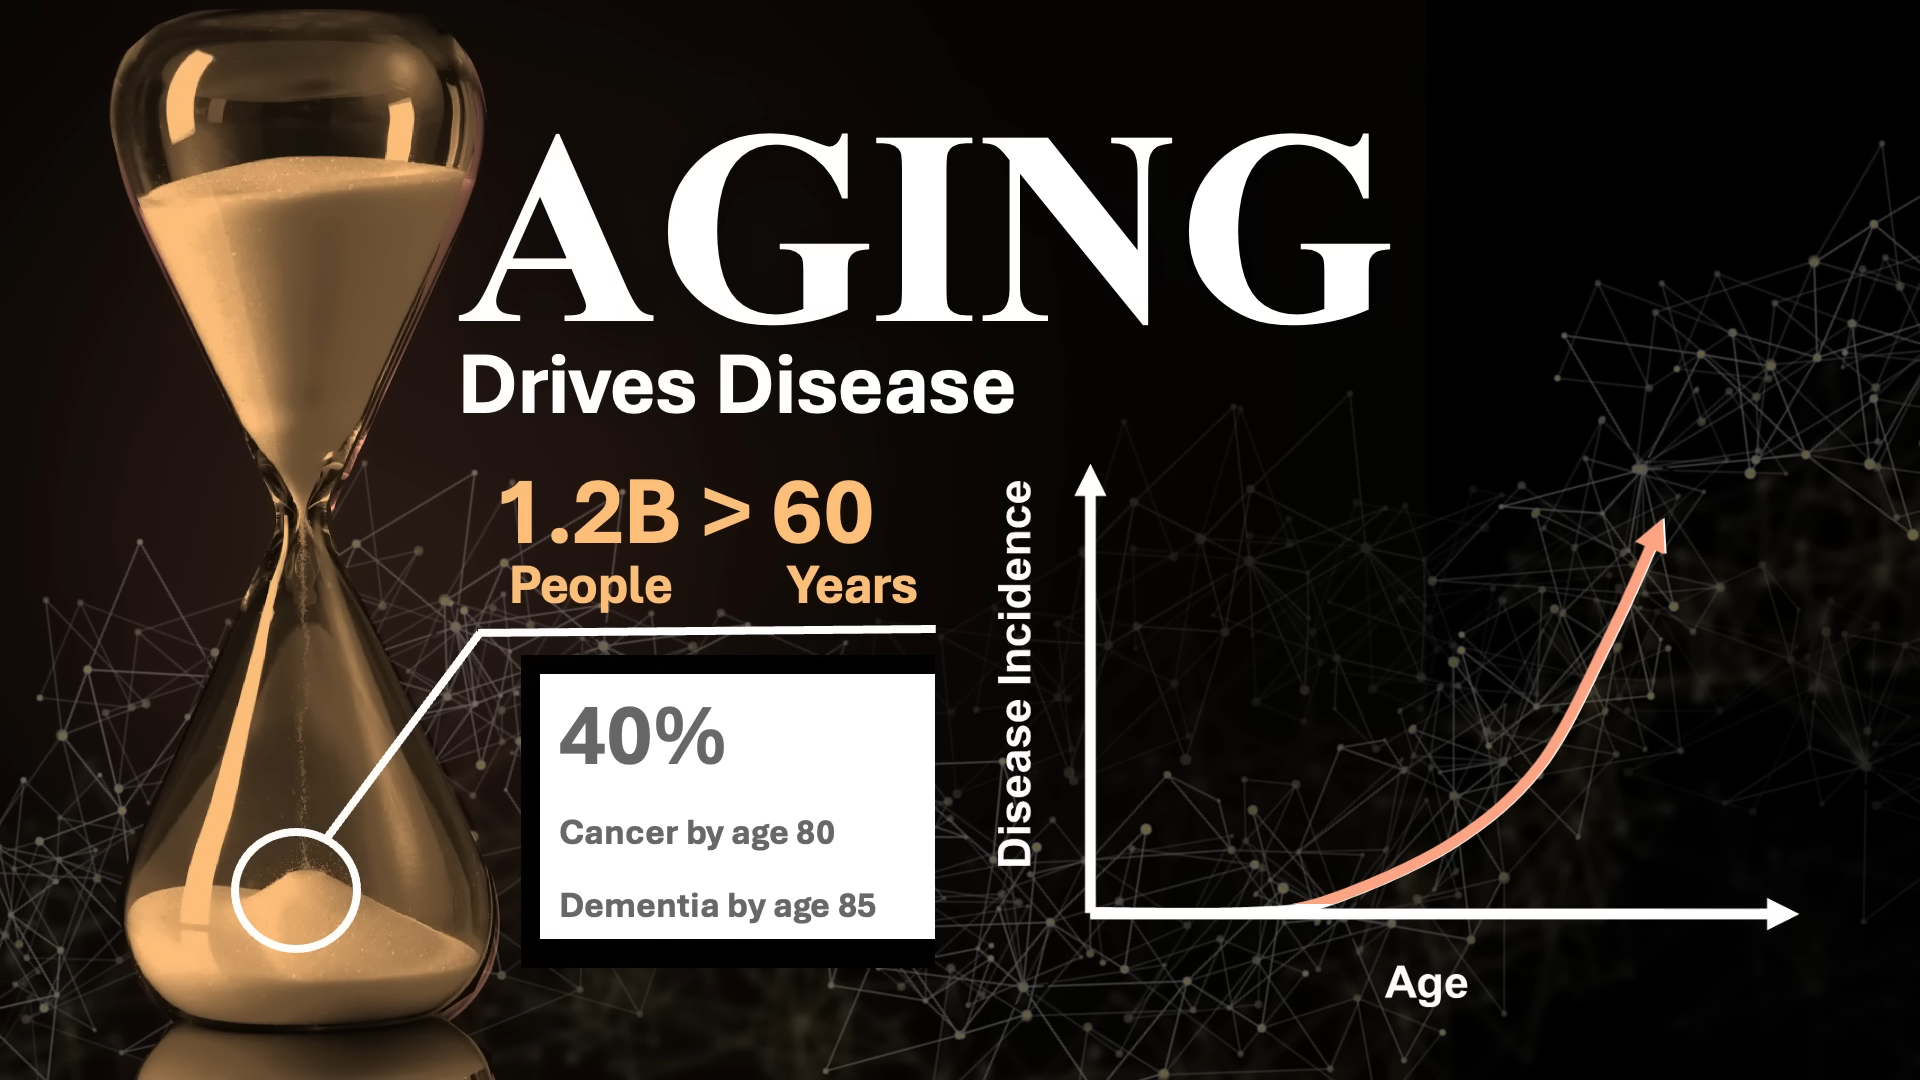 AGING
Drives Disease
1.2B > 60
People Years
40%
Cancer by age 80
Dementia by age 85
Disease Incidence
Age